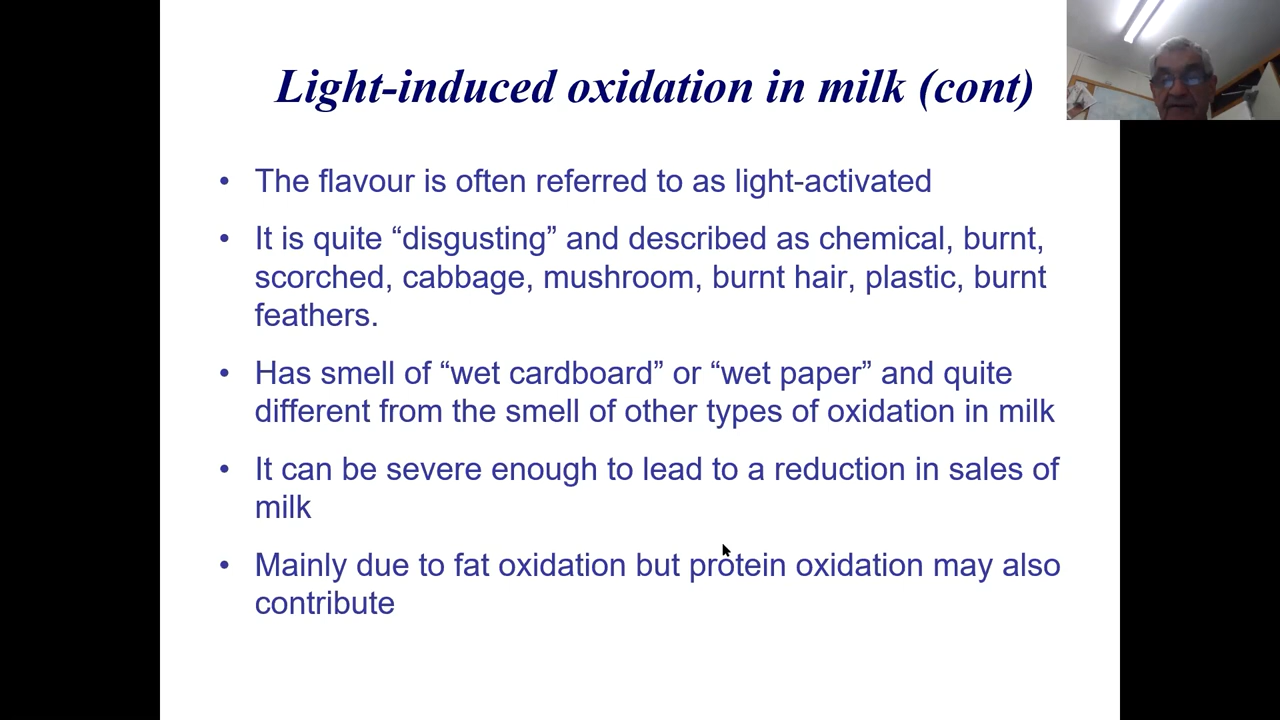 Light-induced oxidation in milk (cont)
• The flavour is often referred to as light-activated
• It is quite “disgusting” and described as chemical, burnt,
scorched, cabbage, mushroom, burnt hair, plastic, burnt
feathers.
• Has smell of “wet cardboard” or “wet paper” and quite
different from the smell of other types of oxidation in milk
• It can be severe enough to lead to a reduction in sales of
milk
• Mainly due to fat oxidation but protein oxidation may also
contribute